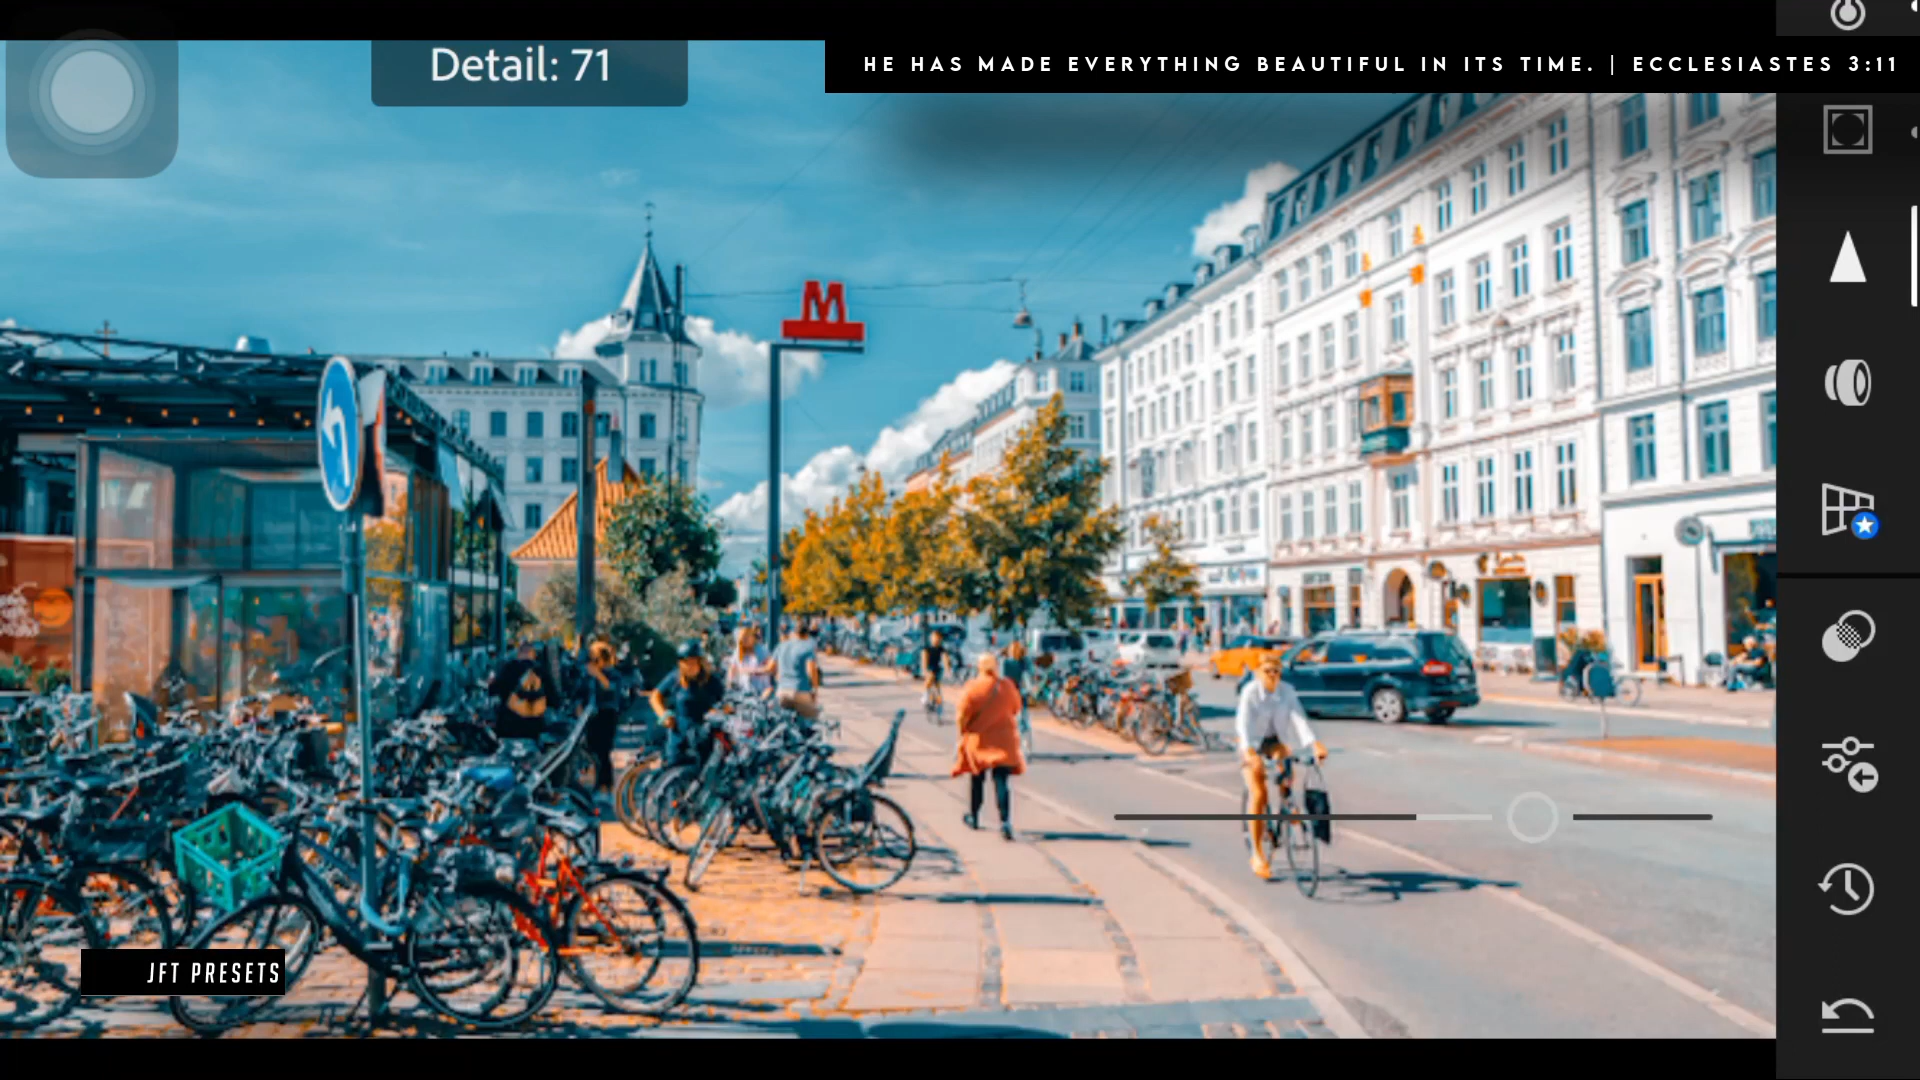 Detail: 71
HE HAS MADE EVERYTHING BEAUTIFUL IN ITS TIME. | ECCLESIASTES 3:11
M
JFT PRESETS